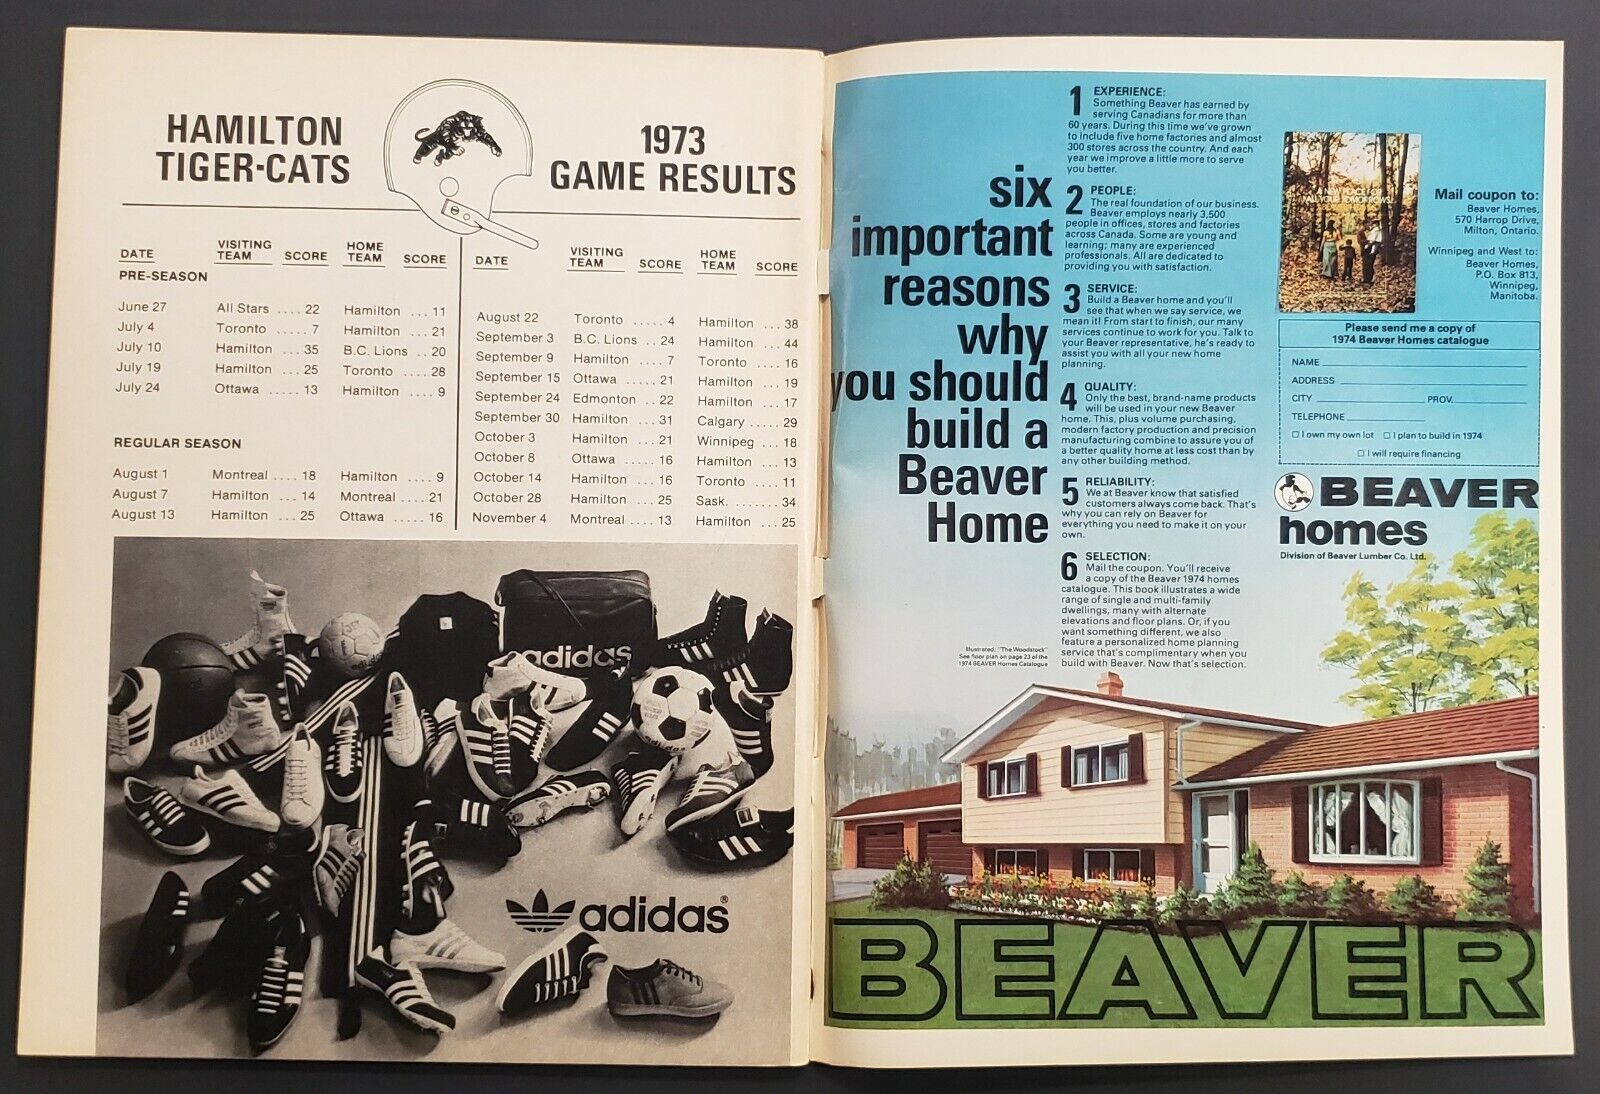 HAMILTON
TIGER-CATS
1973
GAME RESULTS
DATE VISITING TEAM SCORE HOME TEAM SCORE
PRE-SEASON
June 27 All Stars .... 22 Hamilton ... 11
July 4 Toronto ..... 7 Hamilton ... 21
July 10 Hamilton ... 35 B.C. Lions .. 20
July 19 Hamilton ... 25 Toronto .... 28
July 24 Ottawa ..... 13 Hamilton ... 9
REGULAR SEASON
August 1 Montreal .... 18 Hamilton .... 9
August 7 Hamilton ... 14 Montreal .... 21
August 13 Hamilton ... 25 Ottawa ..... 16
DATE VISITING TEAM SCORE HOME TEAM SCORE
August 22 Toronto ..... 4 Hamilton ... 38
September 3 B.C. Lions .. 24 Hamilton ... 44
September 9 Hamilton ... 7 Toronto .... 16
September 15 Ottawa ..... 21 Hamilton ... 19
September 24 Edmonton .. 22 Hamilton ... 17
September 30 Hamilton ... 31 Calgary ..... 29
October 3 Hamilton ... 21 Winnipeg ... 18
October 8 Ottawa ..... 16 Hamilton ... 13
October 14 Hamilton ... 16 Toronto .... 11
October 28 Hamilton ... 25 Sask. ........ 34
November 4 Montreal .... 13 Hamilton ... 25
adidas
adidas
adidas®
six
important
reasons
why
you should
build a
Beaver
Home
Illustrated: "The Woodstock"
See floor plan on page 23 of the
1974 BEAVER Homes Catalogue
1 EXPERIENCE:
Something Beaver has earned by
serving Canadians for more than
60 years. During this time we've grown
to include five home factories and almost
300 stores across the country. And each
year we improve a little more to serve
you better.
2 PEOPLE:
The real foundation of our business.
Beaver employs nearly 3,500
people in offices, stores and factories
across Canada. Some are young and
learning; many are experienced
professionals. All are dedicated to
providing you with satisfaction.
3 SERVICE:
Build a Beaver home and you'll
see that when we say service, we
mean it! From start to finish, our many
services continue to work for you. Talk to
your Beaver representative, he's ready to
assist you with all your new home
planning.
4 QUALITY:
Only the best, brand-name products
will be used in your new Beaver
home. This, plus volume purchasing,
modern factory production and precision
manufacturing combine to assure you of
a better quality home at less cost than by
any other building method.
5 RELIABILITY:
We at Beaver know that satisfied
customers always come back. That's
why you can rely on Beaver for
everything you need to make it on your
own.
6 SELECTION:
Mail the coupon. You'll receive
a copy of the Beaver 1974 homes
catalogue. This book illustrates a wide
range of single and multi-family
dwellings, many with alternate
elevations and floor plans. Or, if you
want something different, we also
feature a personalized home planning
service that's complimentary when you
build with Beaver. Now that's selection.
ALL YOUR TOMORROWS
Mail coupon to:
Beaver Homes,
570 Harrop Drive,
Milton, Ontario.
Winnipeg and West to:
Beaver Homes,
P.O. Box 813,
Winnipeg,
Manitoba.
Please send me a copy of
1974 Beaver Homes catalogue
NAME
ADDRESS
CITY PROV.
TELEPHONE
□ I own my own lot □ I plan to build in 1974
□ I will require financing
BEAVER
homes
Division of Beaver Lumber Co. Ltd.
BEAVER